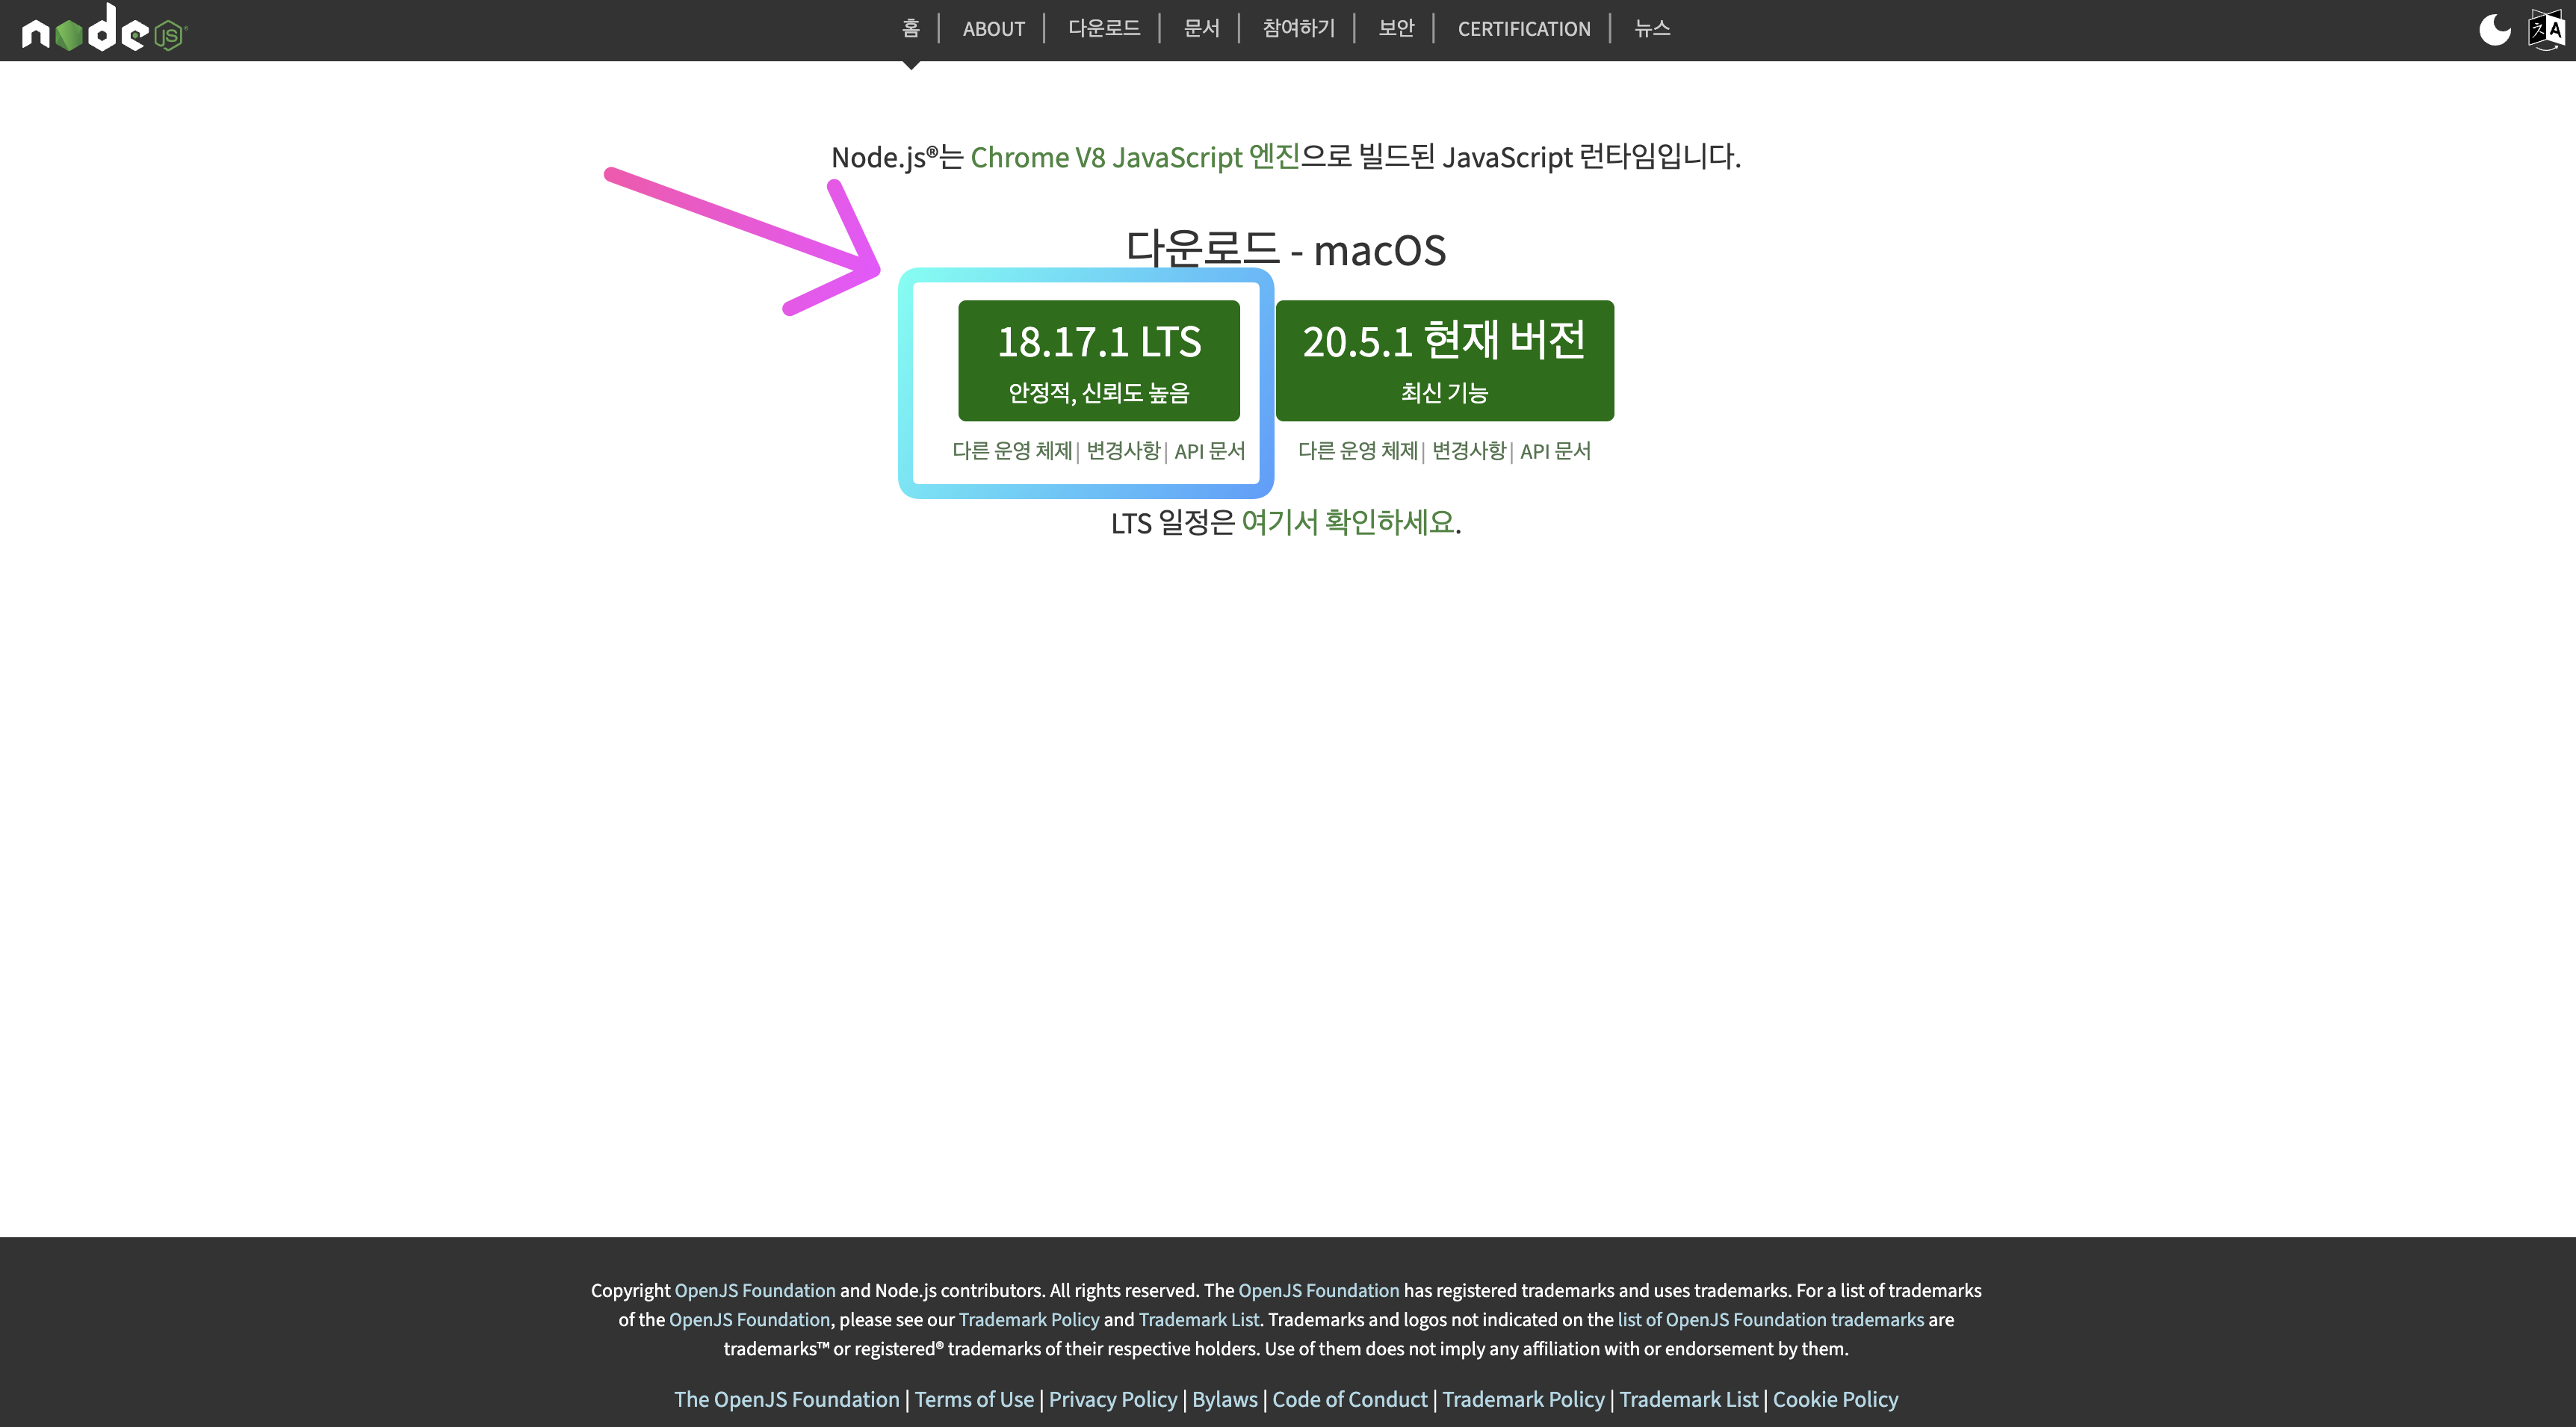 node JS
홈 | ABOUT | 다운로드 | 문서 | 참여하기 | 보안 | CERTIFICATION | 뉴스
Node.js®는 Chrome V8 JavaScript 엔진으로 빌드된 JavaScript 런타임입니다.
다운로드 - macOS
18.17.1 LTS
안정적, 신뢰도 높음
다른 운영 체제 | 변경사항 | API 문서
20.5.1 현재 버전
최신 기능
다른 운영 체제 | 변경사항 | API 문서
LTS 일정은 여기서 확인하세요.
Copyright OpenJS Foundation and Node.js contributors. All rights reserved. The OpenJS Foundation has registered trademarks and uses trademarks. For a list of trademarks
of the OpenJS Foundation, please see our Trademark Policy and Trademark List. Trademarks and logos not indicated on the list of OpenJS Foundation trademarks are
trademarks™ or registered® trademarks of their respective holders. Use of them does not imply any affiliation with or endorsement by them.
The OpenJS Foundation | Terms of Use | Privacy Policy | Bylaws | Code of Conduct | Trademark Policy | Trademark List | Cookie Policy